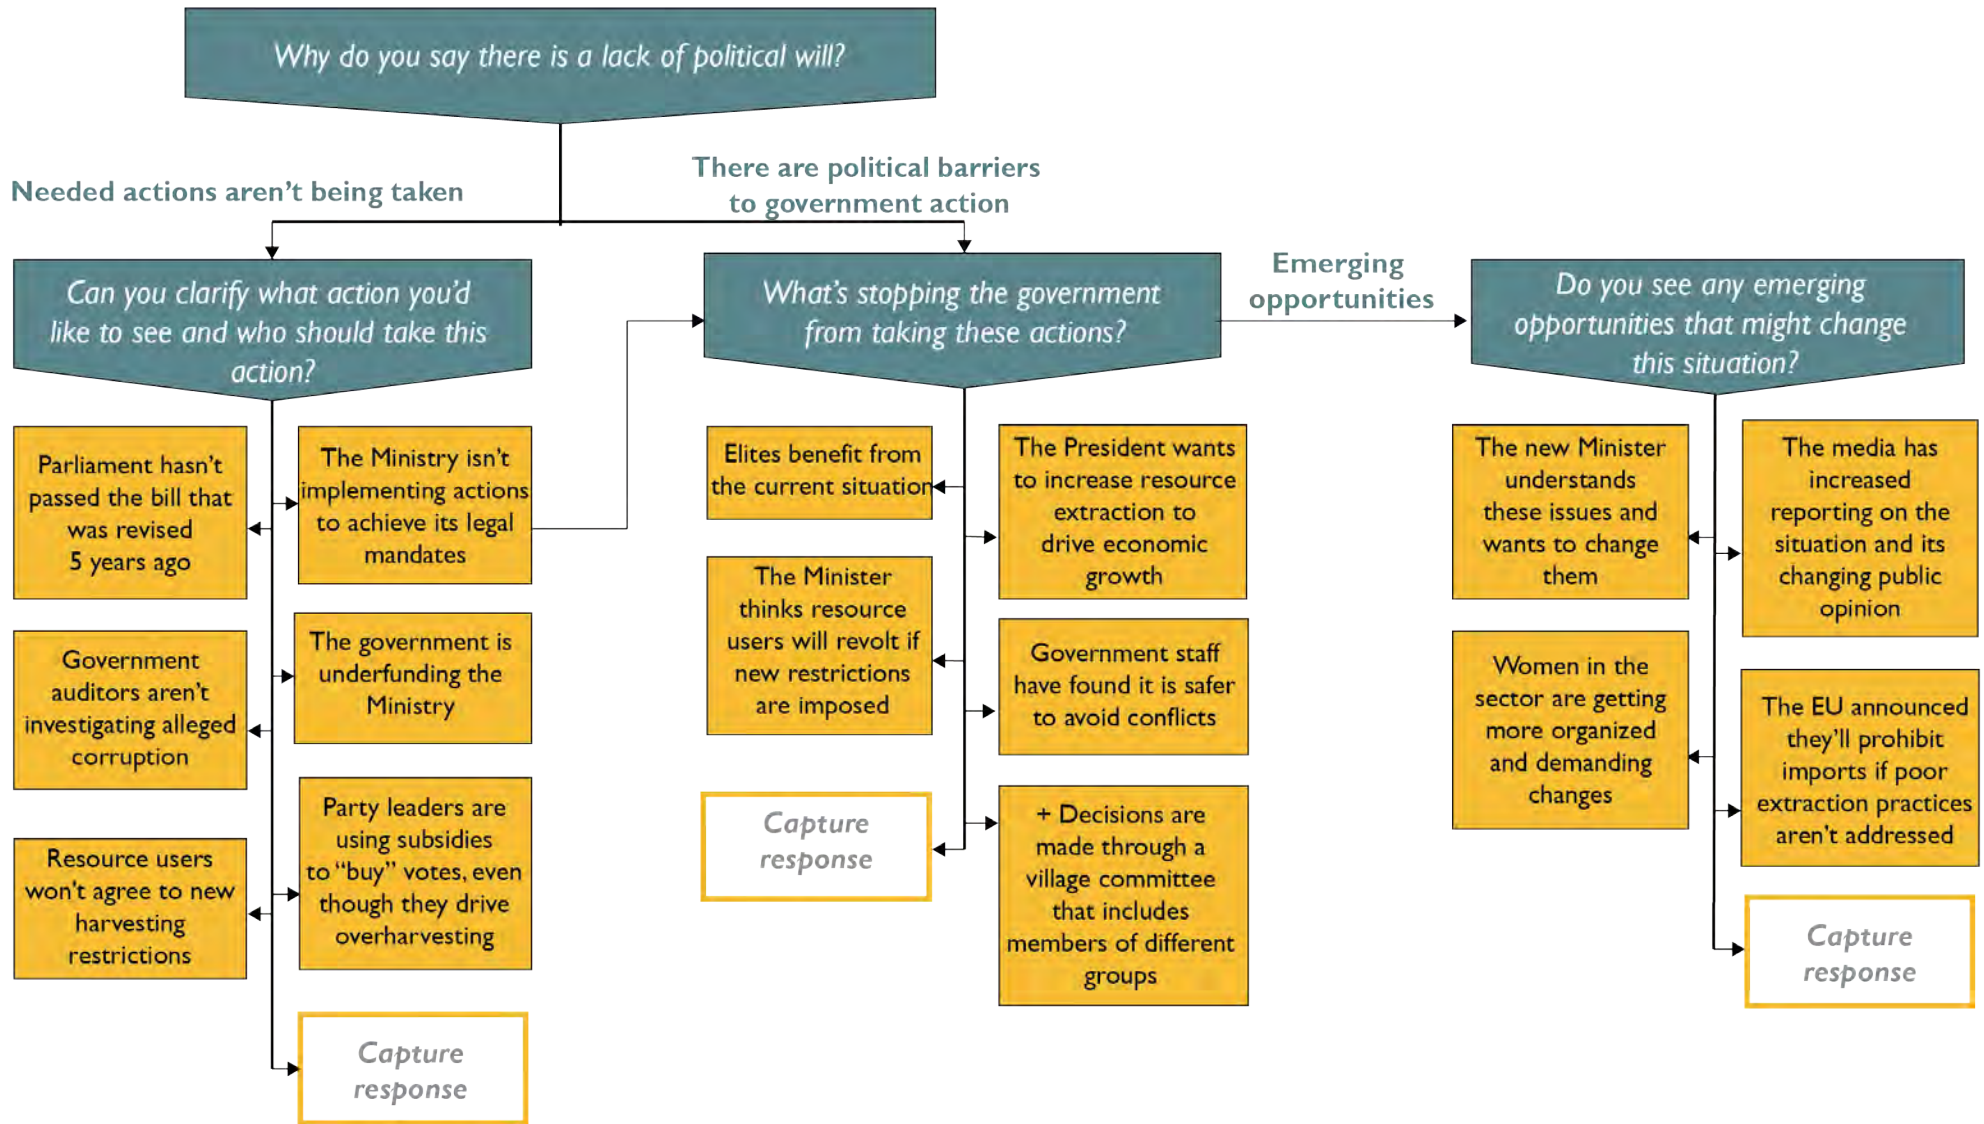 Why do you say there is a lack of political will?
Needed actions aren't being taken
There are political barriers
to government action
Can you clarify what action you'd
like to see and who should take this
action?
Parliament hasn't
passed the bill that
was revised
5 years ago
The Ministry isn't
implementing actions
to achieve its legal
mandates
Government
auditors aren't
investigating alleged
corruption
The government is
underfunding the
Ministry
Resource users
won't agree to new
harvesting
restrictions
Party leaders are
using subsidies
to “buy” votes, even
though they drive
overharvesting
Capture
response
What's stopping the government
from taking these actions?
Elites benefit from
the current situation
The President wants
to increase resource
extraction to
drive economic
growth
The Minister
thinks resource
users will revolt if
new restrictions
are imposed
Government staff
have found it is safer
to avoid conflicts
Capture
response
+ Decisions are
made through a
village committee
that includes
members of different
groups
Emerging
opportunities
Do you see any emerging
opportunities that might change
this situation?
The new Minister
understands
these issues and
wants to change
them
The media has
increased
reporting on the
situation and its
changing public
opinion
Women in the
sector are getting
more organized
and demanding
changes
The EU announced
they'll prohibit
imports if poor
extraction practices
aren't addressed
Capture
response